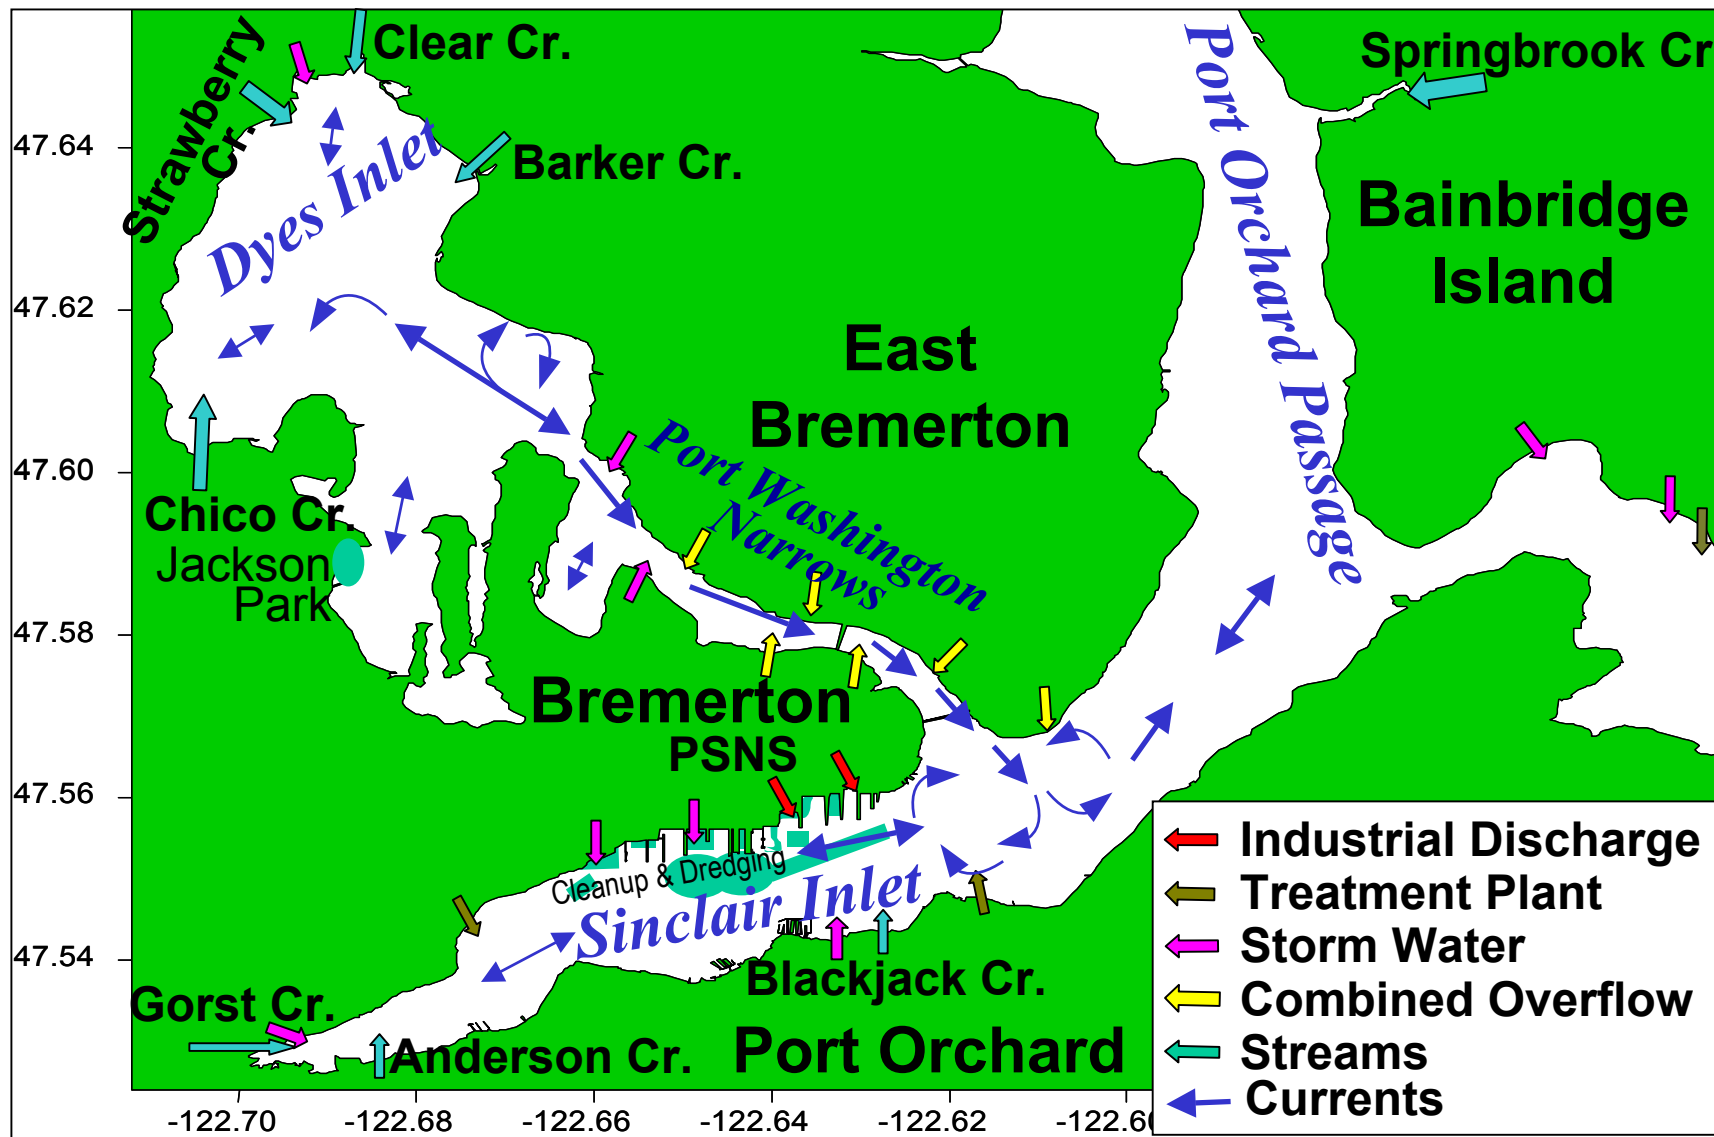 Clear Cr.
Springbrook Cr
Strawberry
Cr.
47.64
Barker Cr.
Dyes Inlet
Port Orchard Passage
Bainbridge
Island
47.62
East
Bremerton
47.60
Port Washington
Narrows
Chico Cr.
Jackson
Park
47.58
Bremerton
PSNS
47.56
Cleanup & Dredging
Sinclair Inlet
47.54
Blackjack Cr.
Gorst Cr.
Anderson Cr.
Port Orchard
Industrial Discharge
Treatment Plant
Storm Water
Combined Overflow
Streams
Currents
-122.70 -122.68 -122.66 -122.64 -122.62 -122.60